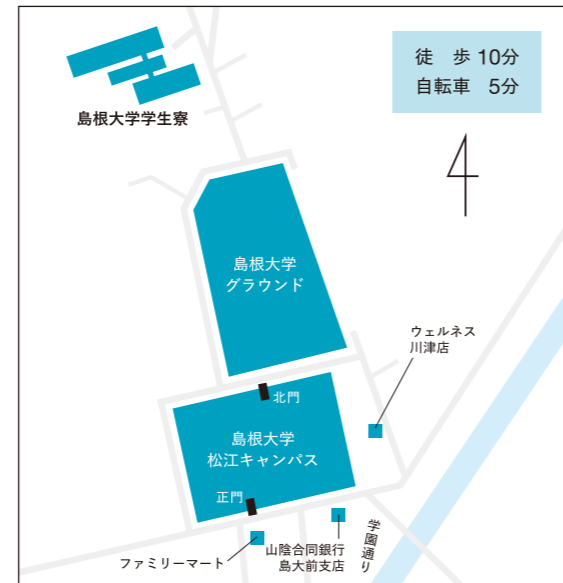 徒　歩 10分
自転車　5分
島根大学学生寮
島根大学
グラウンド
ウェルネス
川津店
北門
島根大学
松江キャンパス
正門
学園通り
山陰合同銀行
島大前支店
ファミリーマート